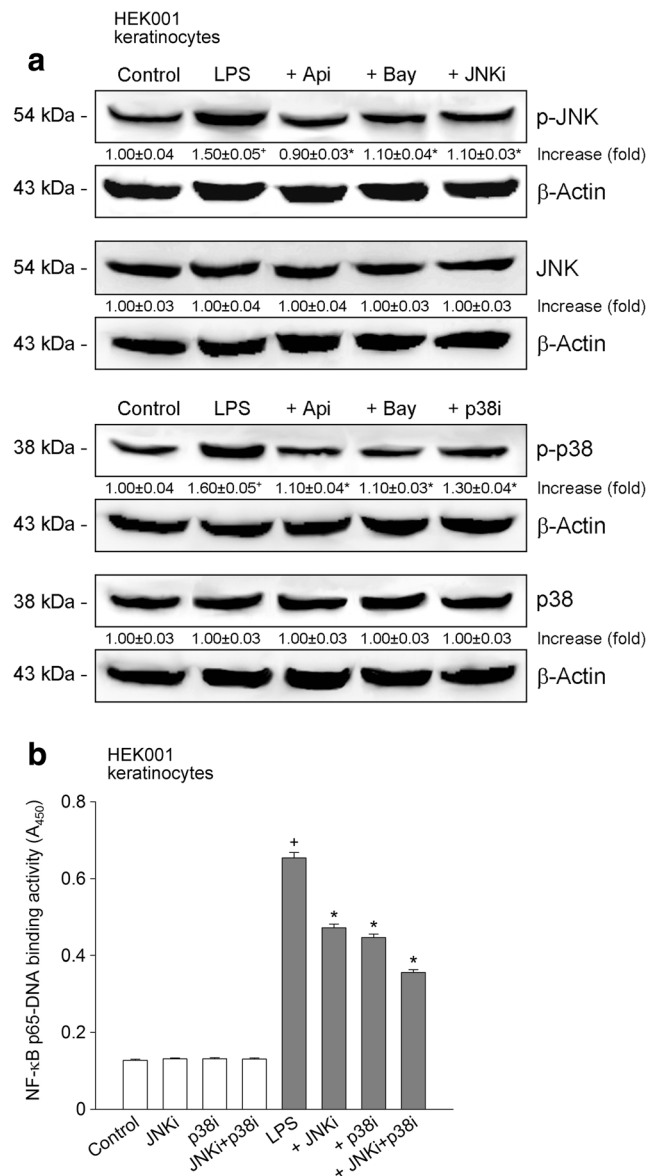 HEK001
keratinocytes
a
Control LPS + Api + Bay + JNKi
54 kDa - p-JNK
1.00±0.04 1.50±0.05⁺ 0.90±0.03* 1.10±0.04* 1.10±0.03* Increase (fold)
43 kDa - β-Actin
54 kDa - JNK
1.00±0.03 1.00±0.04 1.00±0.04 1.00±0.03 1.00±0.03 Increase (fold)
43 kDa - β-Actin
Control LPS + Api + Bay + p38i
38 kDa - p-p38
1.00±0.04 1.60±0.05⁺ 1.10±0.04* 1.10±0.03* 1.30±0.04* Increase (fold)
43 kDa - β-Actin
38 kDa - p38
1.00±0.03 1.00±0.03 1.00±0.03 1.00±0.03 1.00±0.03 Increase (fold)
43 kDa - β-Actin
b
HEK001
keratinocytes
NF-κB p65-DNA binding activity (A₄₅₀)
0.8
0.6
0.4
0.2
0
+
*
*
*
Control
JNKi
p38i
JNKi+p38i
LPS
+ JNKi
+ p38i
+ JNKi+p38i